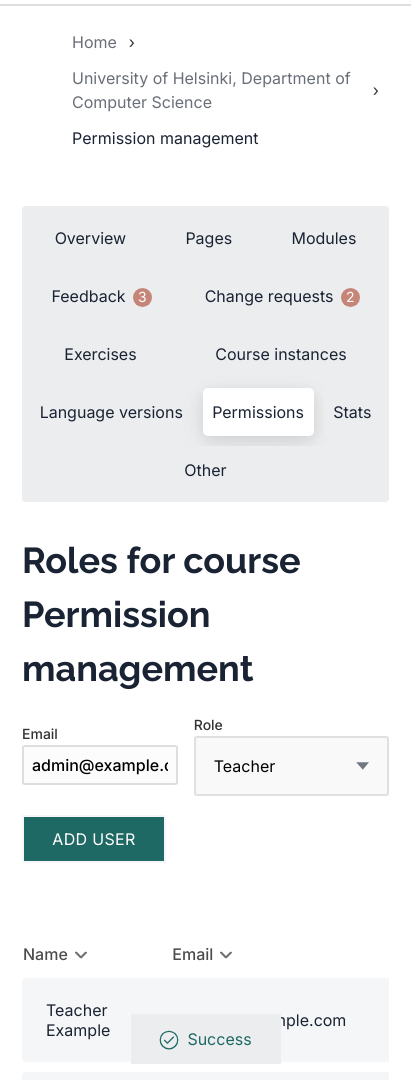 Home ›
University of Helsinki, Department of
Computer Science ›
Permission management
Overview Pages Modules
Feedback 3 Change requests 2
Exercises Course instances
Language versions Permissions Stats
Other
Roles for course
Permission
management
Email
Role
admin@example.c
Teacher
ADD USER
Name Email
Teacher
Example
mple.com
Success